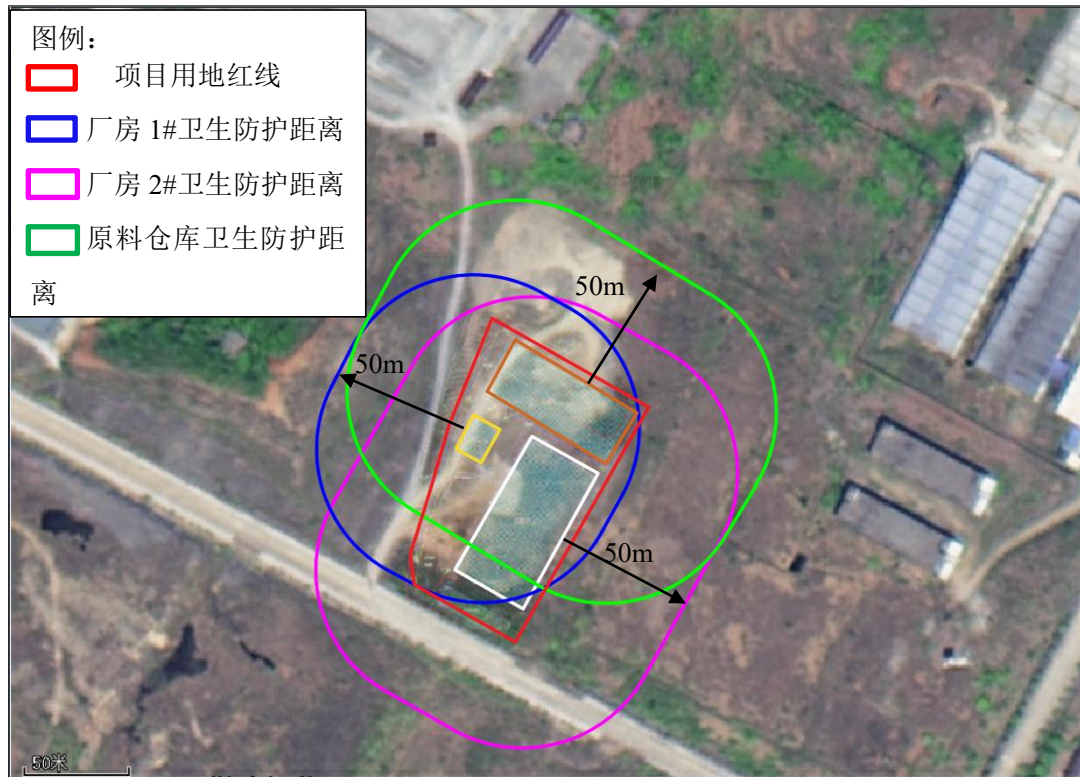 图例：
项目用地红线
厂房 1#卫生防护距离
厂房 2#卫生防护距离
原料仓库卫生防护距
离
50m
50m
50m
50米